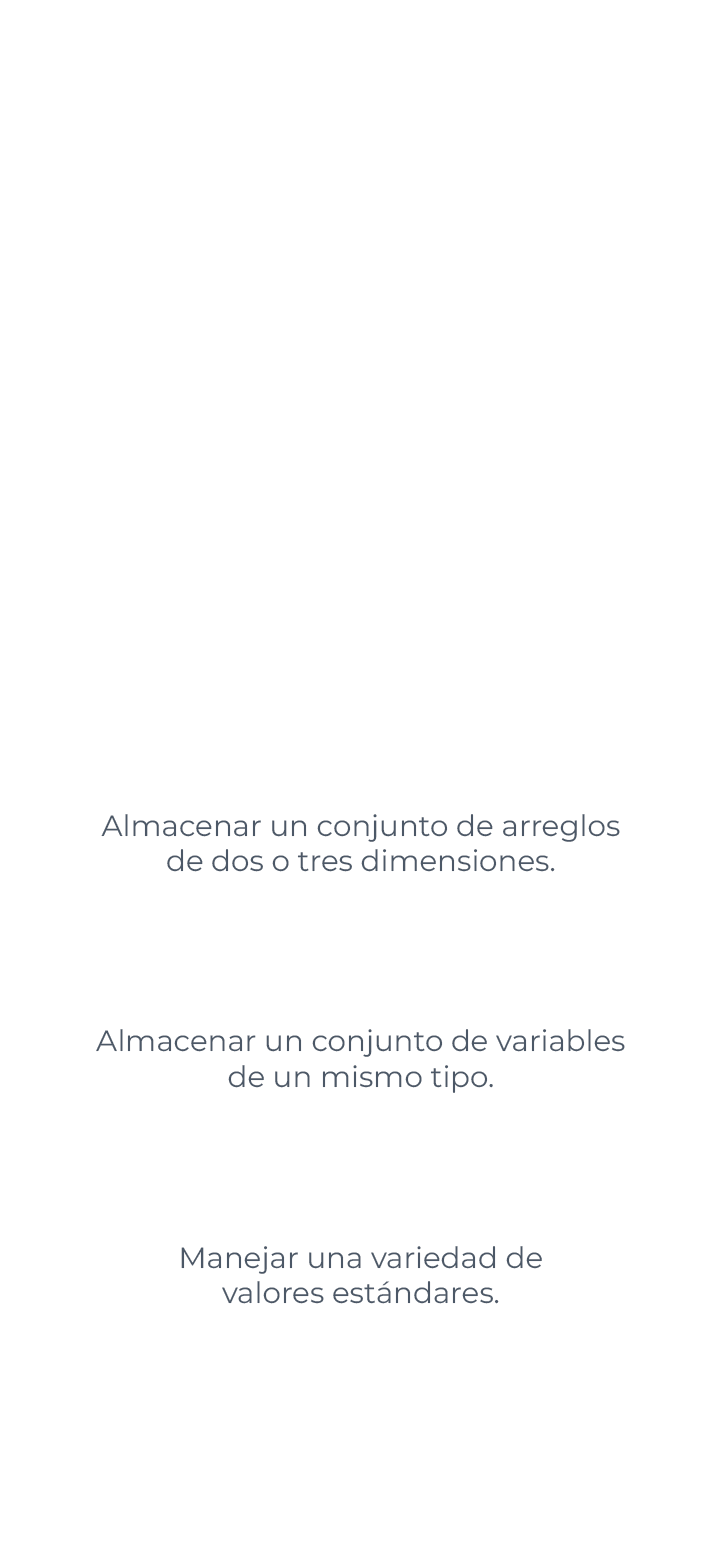 Almacenar un conjunto de arreglos
de dos o tres dimensiones.
Almacenar un conjunto de variables
de un mismo tipo.
Manejar una variedad de
valores estándares.